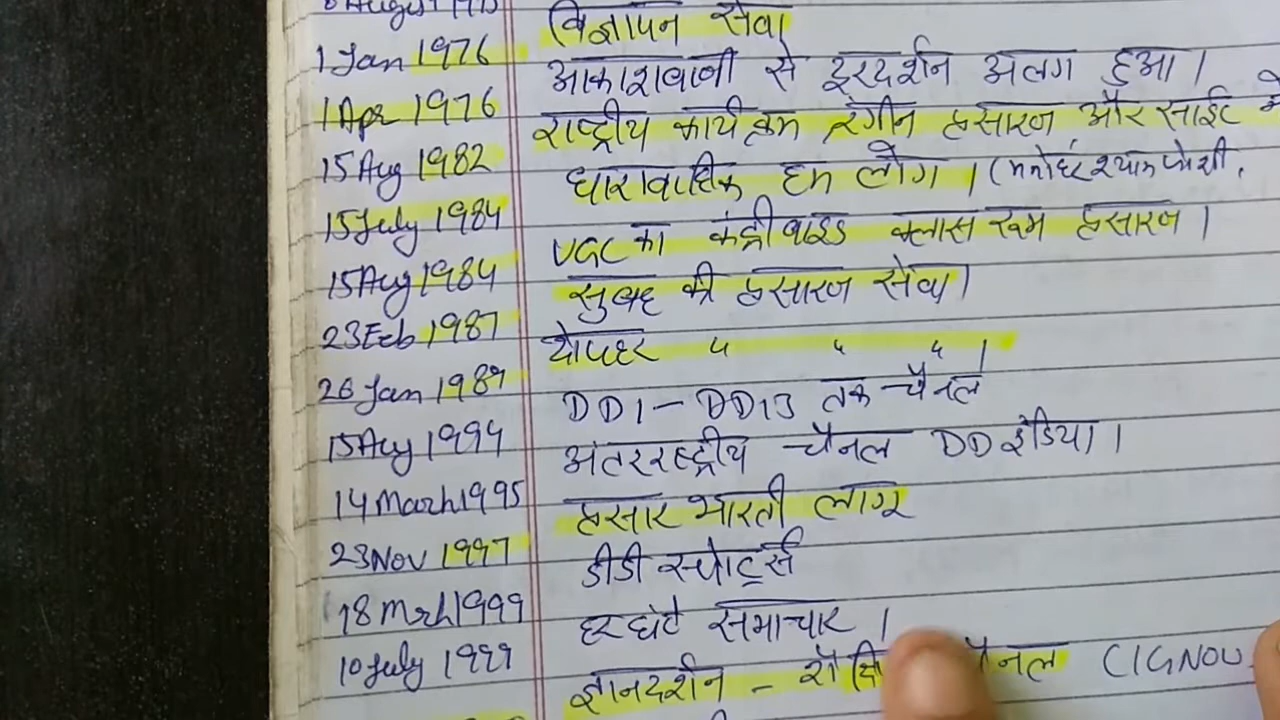 1 Jan 1976 विज्ञापन सेवा
1 Apr 1976 आकाशवाणी से दूरदर्शन अलग हुआ।
15 Aug 1982 राष्ट्रीय कार्यक्रम रंगीन प्रसारण और साईट
15 July 1984 धारावाहिक हम लोग। (मनोहर श्याम जोशी,
15 Aug 1984 UGC का कंट्री वाइड क्लास रूम प्रसारण।
23 Feb 1987 सुबह की प्रसारण सेवा।
26 Jan 1989 दोपहर " " "।
15 Aug 1994 DD1 - DD13 तक चैनल
14 March 1995 अंतरराष्ट्रीय चैनल DD इंडिया।
23 Nov 1997 प्रसार भारती लागू
18 Mrh 1999 डीडी स्पोर्ट्स
10 July 1999 हर घंटे समाचार।
ज्ञानदर्शन - चैनल (IGNOU